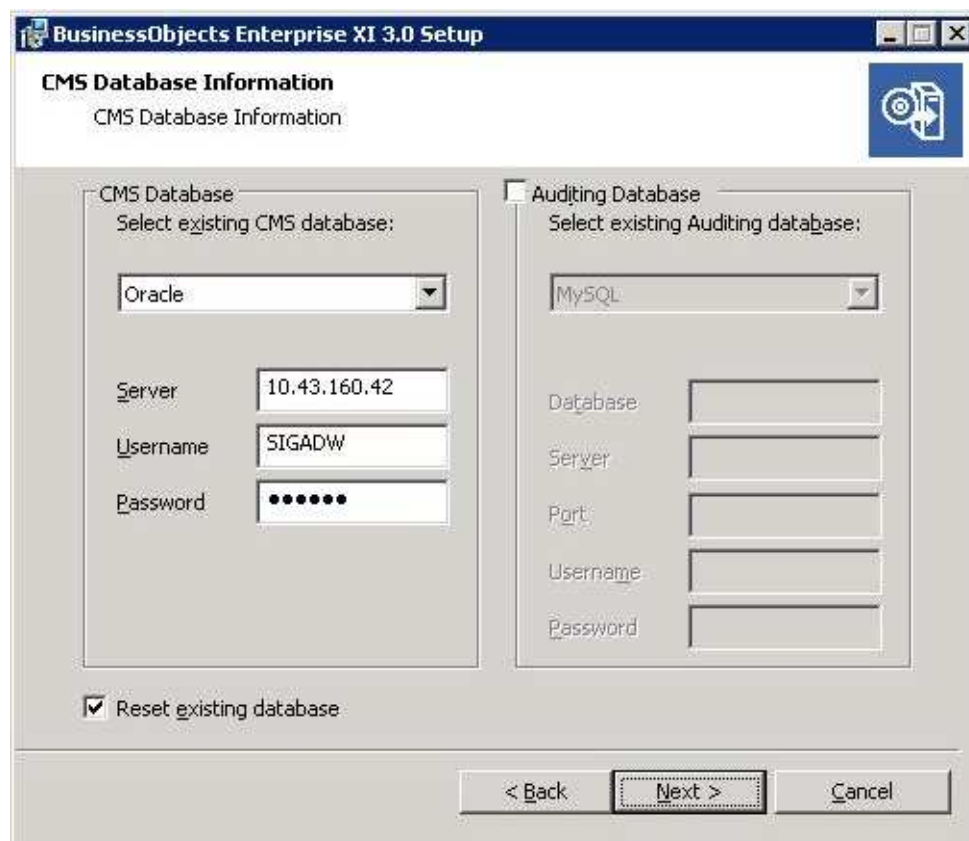 BusinessObjects Enterprise XI 3.0 Setup
CMS Database Information
CMS Database Information
CMS Database
Select existing CMS database:
Oracle
Server
10.43.160.42
Username
SIGADW
Password
••••••
Auditing Database
Select existing Auditing database:
MySQL
Database
Server
Port
Username
Password
Reset existing database
< Back
Next >
Cancel